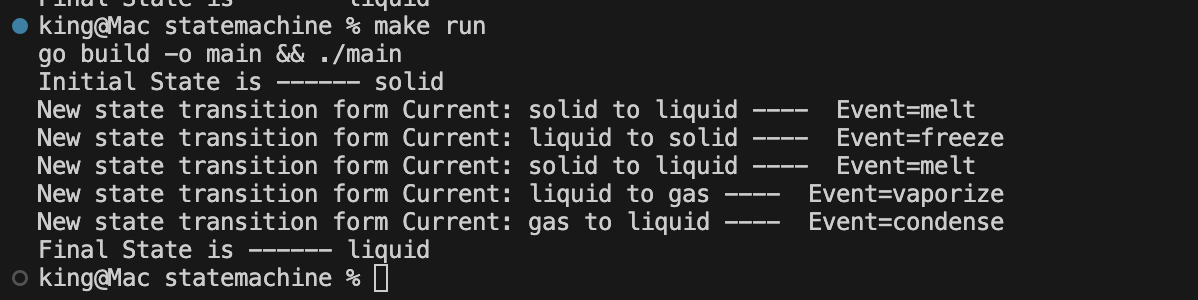 Final State is ------ liquid
king@Mac statemachine % make run
go build -o main && ./main
Initial State is ------ solid
New state transition form Current: solid to liquid ----  Event=melt
New state transition form Current: liquid to solid ----  Event=freeze
New state transition form Current: solid to liquid ----  Event=melt
New state transition form Current: liquid to gas ----  Event=vaporize
New state transition form Current: gas to liquid ----  Event=condense
Final State is ------ liquid
king@Mac statemachine %